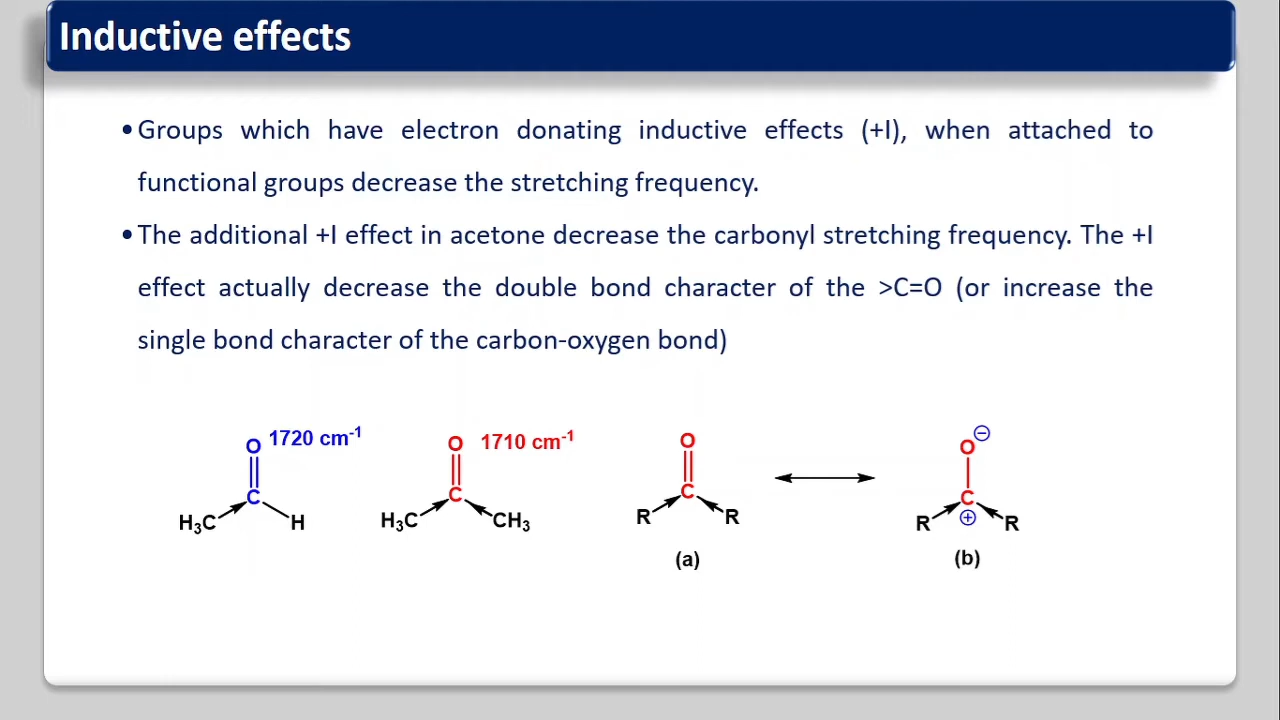 Inductive effects
•Groups which have electron donating inductive effects (+I), when attached to
functional groups decrease the stretching frequency.
•The additional +I effect in acetone decrease the carbonyl stretching frequency. The +I
effect actually decrease the double bond character of the >C=O (or increase the
single bond character of the carbon-oxygen bond)
O 1720 cm⁻¹
C
H₃C H
O 1710 cm⁻¹
C
H₃C CH₃
O
C
R R
(a)
O ⊖
C
⊕
R R
(b)